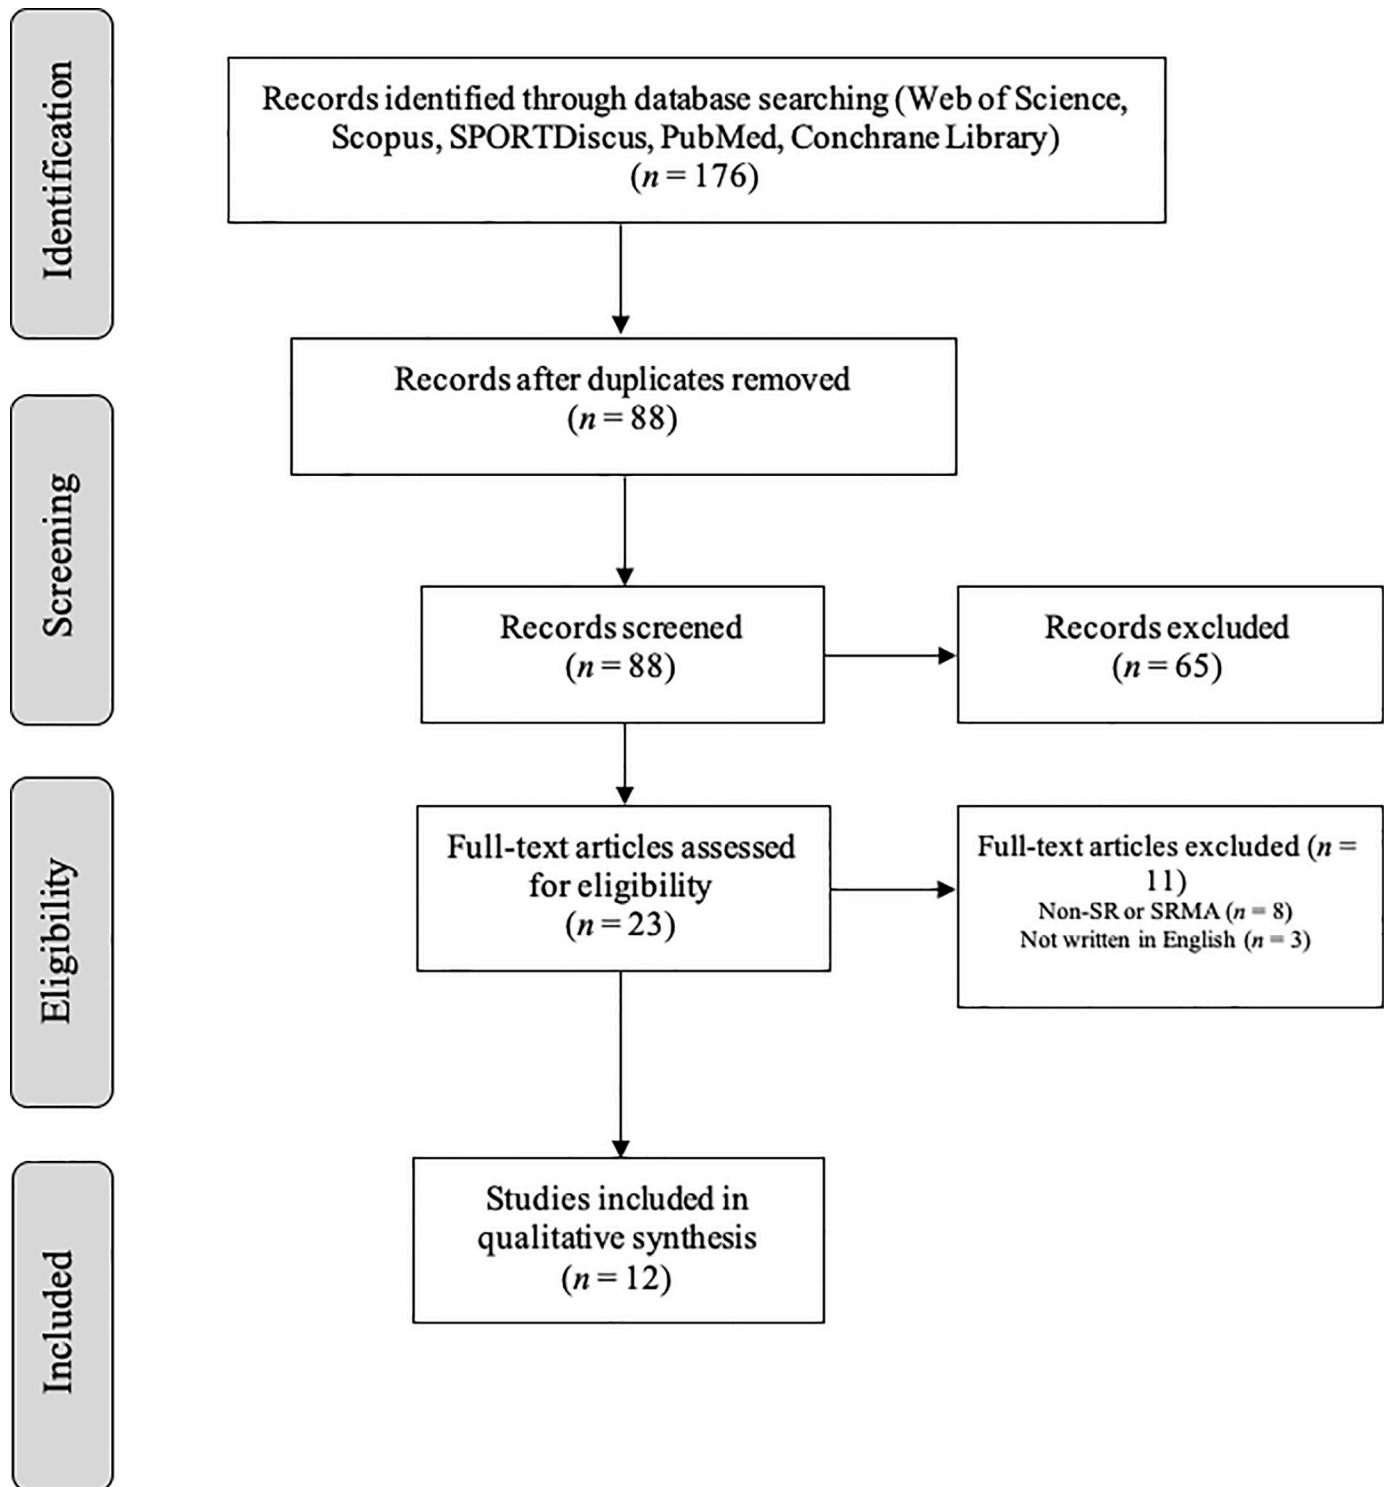 Identification
Records identified through database searching (Web of Science,
Scopus, SPORTDiscus, PubMed, Conchrane Library)
(n = 176)
Records after duplicates removed
(n = 88)
Screening
Records screened
(n = 88)
Records excluded
(n = 65)
Eligibility
Full-text articles assessed
for eligibility
(n = 23)
Full-text articles excluded (n =
11)
Non-SR or SRMA (n = 8)
Not written in English (n = 3)
Included
Studies included in
qualitative synthesis
(n = 12)